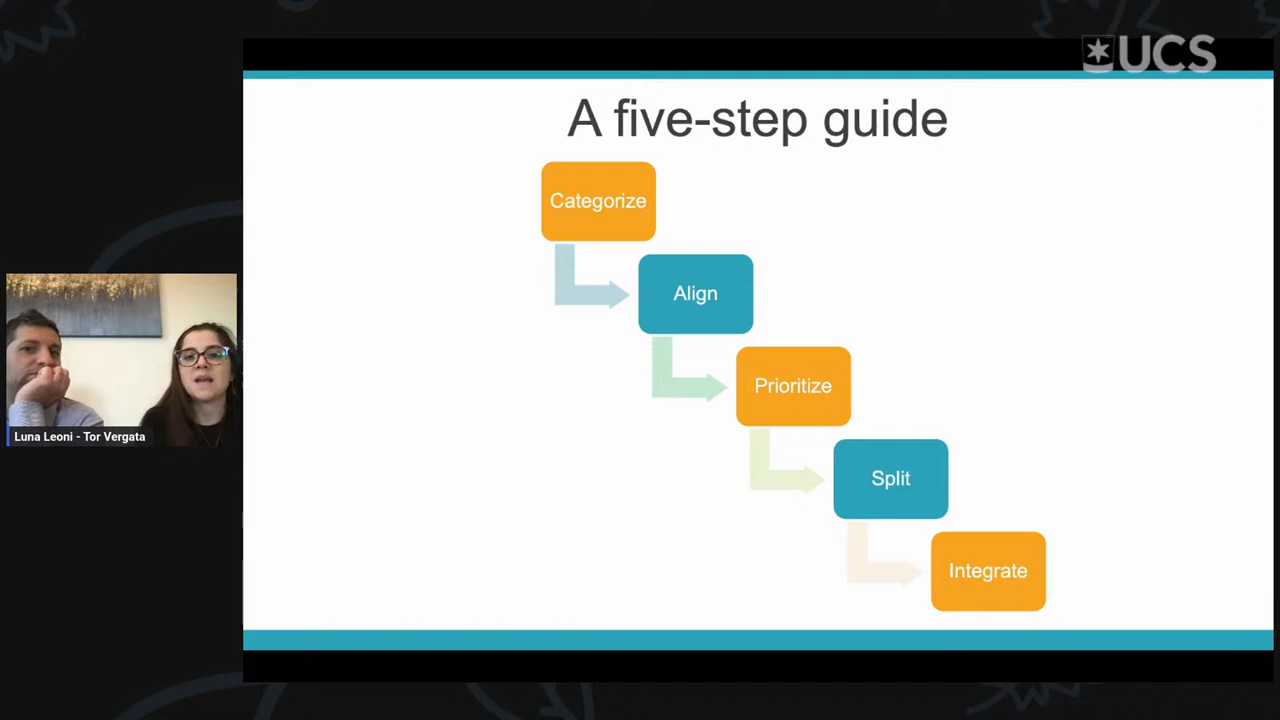 UCS
A five-step guide
Categorize
Align
Prioritize
Split
Integrate
Luna Leoni - Tor Vergata